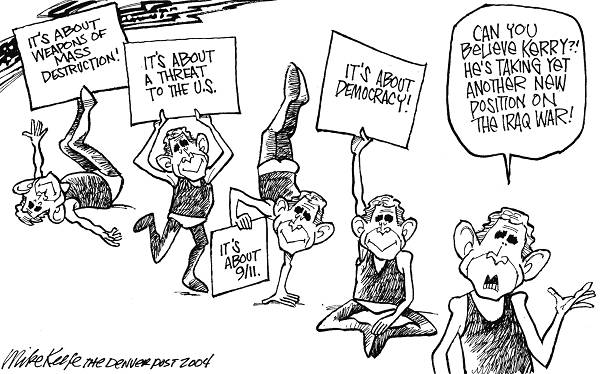 IT'S ABOUT
WEAPONS OF
MASS
DESTRUCTION!
IT'S ABOUT
A THREAT
TO THE U.S.
IT'S
ABOUT
9/11.
IT'S ABOUT
DEMOCRACY!
CAN YOU
BELIEVE KERRY?!
HE'S TAKING YET
ANOTHER NEW
POSITION ON
THE IRAQ WAR!
MIKE KEEFE THE DENVER POST 2004